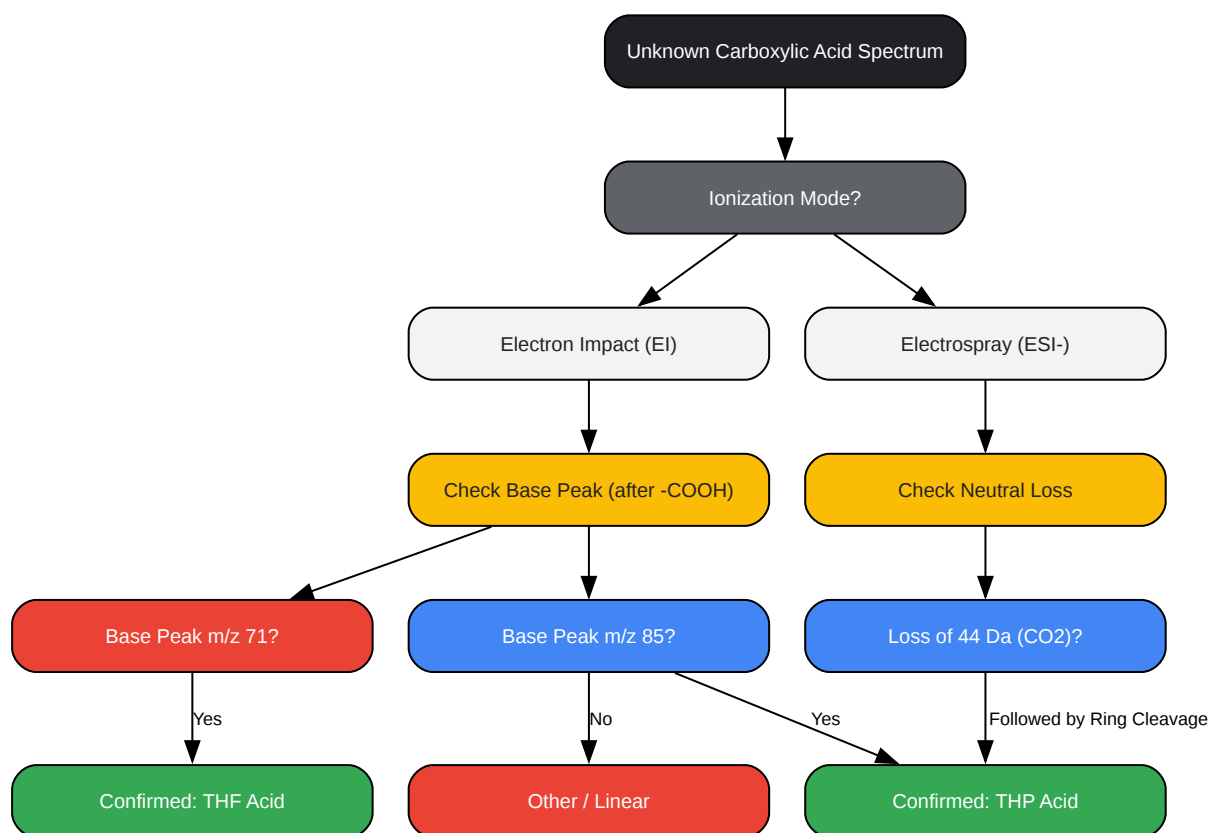 Unknown Carboxylic Acid Spectrum
Ionization Mode?
Electron Impact (EI)
Electrospray (ESI-)
Check Base Peak (after -COOH)
Check Neutral Loss
Base Peak m/z 71?
Base Peak m/z 85?
Loss of 44 Da (CO2)?
Yes
No
Yes
Followed by Ring Cleavage
Confirmed: THF Acid
Other / Linear
Confirmed: THP Acid